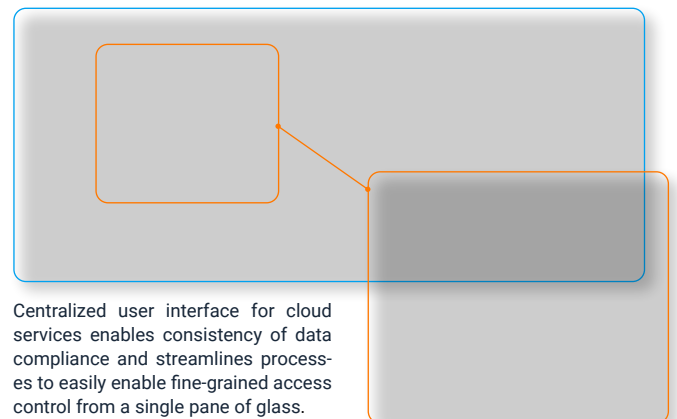 Centralized user interface for cloud
services enables consistency of data
compliance and streamlines process-
es to easily enable fine-grained access
control from a single pane of glass.